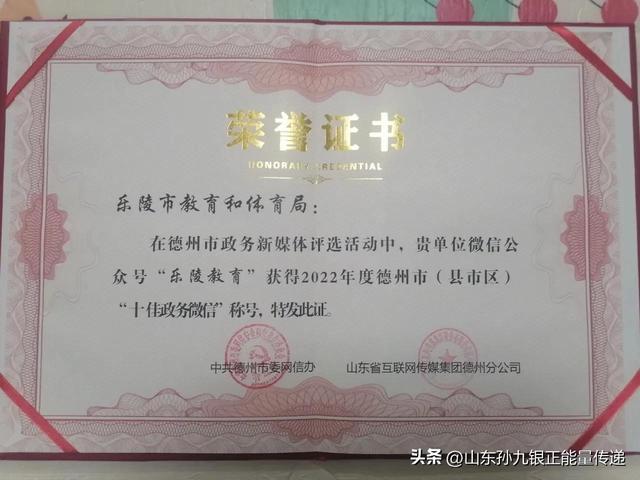 荣誉证书
HONORARY CREDENTIAL
乐陵市教育和体育局：
在德州市政务新媒体评选活动中，贵单位微信公
众号“乐陵教育”获得2022年度德州市（县市区）
“十佳政务微信”称号，特发此证。
中共德州市委网信办 山东省互联网传媒集团德州分公司
头条 @山东孙九银正能量传递